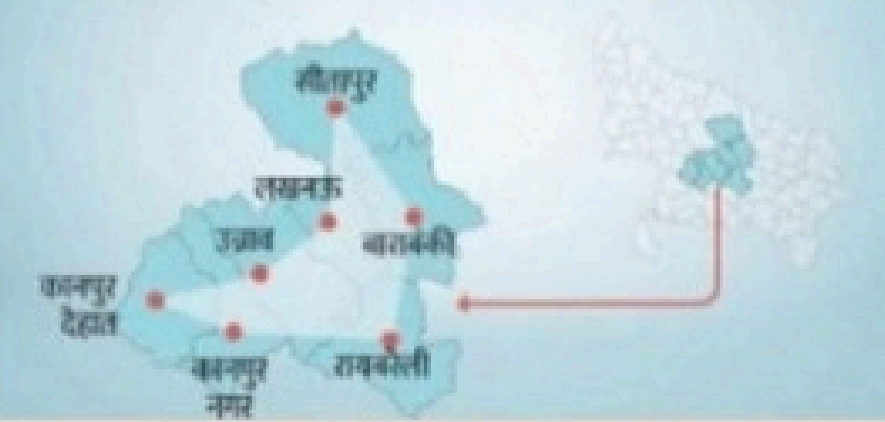 सीतापुर
लखनऊ
उन्नाव
बाराबंकी
कानपुर
देहात
कानपुर
नगर
रायबरेली